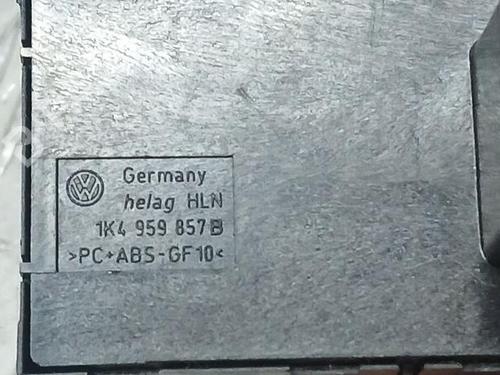 Germany
helag HLN
1K4 959 857 B
>PC+ABS-GF10<